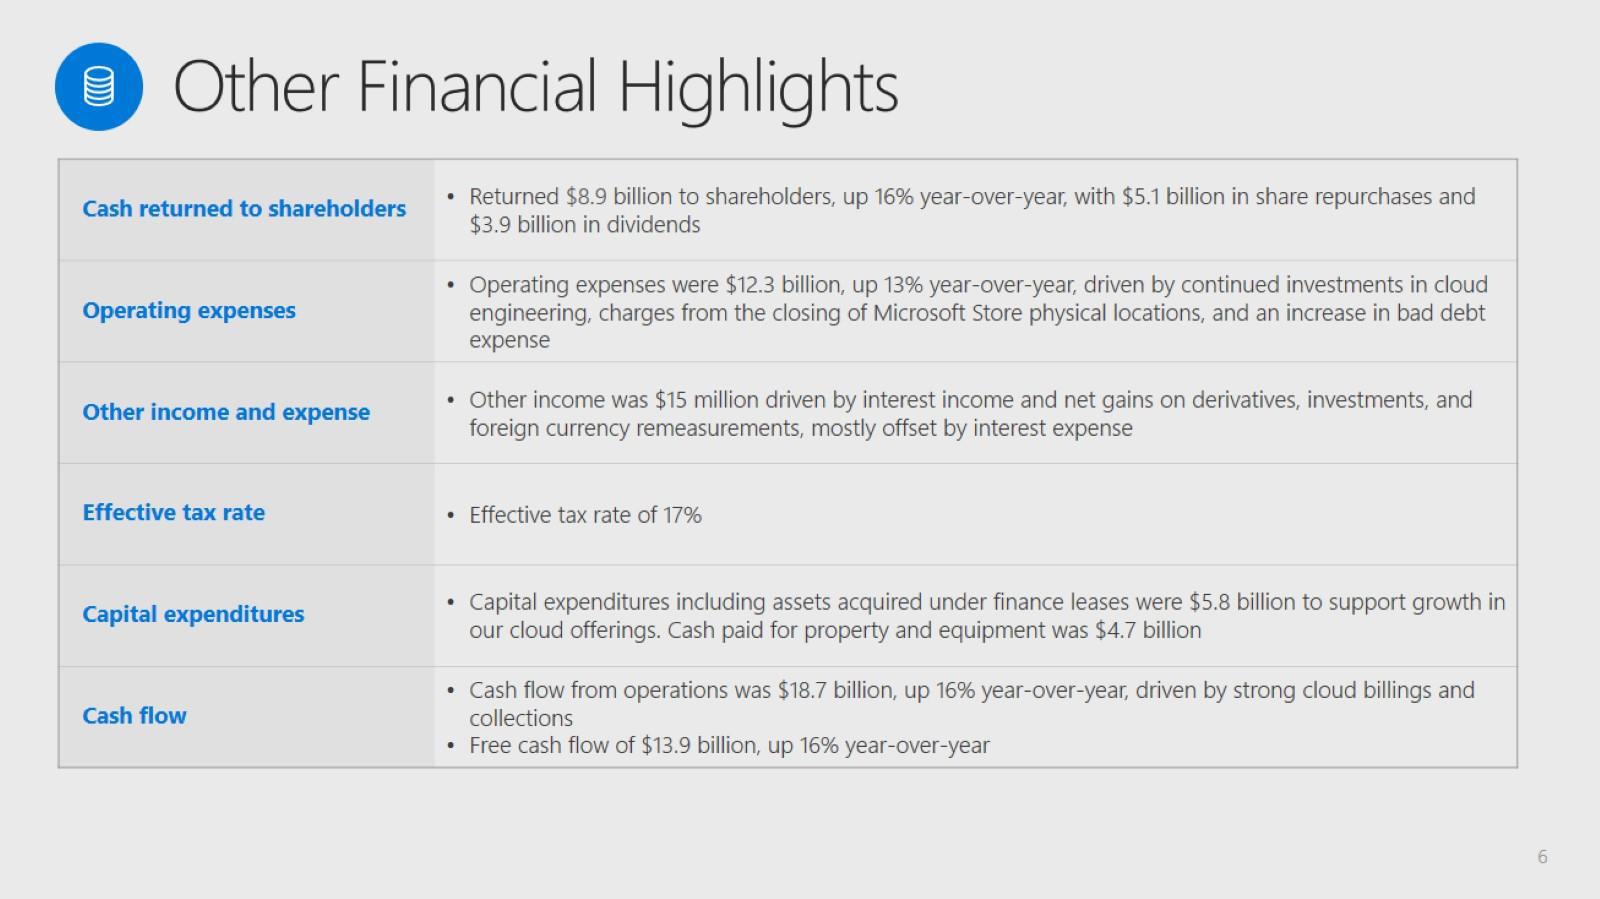 Other Financial Highlights
Cash returned to shareholders
• Returned $8.9 billion to shareholders, up 16% year-over-year, with $5.1 billion in share repurchases and
$3.9 billion in dividends
Operating expenses
• Operating expenses were $12.3 billion, up 13% year-over-year, driven by continued investments in cloud
engineering, charges from the closing of Microsoft Store physical locations, and an increase in bad debt
expense
Other income and expense
• Other income was $15 million driven by interest income and net gains on derivatives, investments, and
foreign currency remeasurements, mostly offset by interest expense
Effective tax rate
• Effective tax rate of 17%
Capital expenditures
• Capital expenditures including assets acquired under finance leases were $5.8 billion to support growth in
our cloud offerings. Cash paid for property and equipment was $4.7 billion
Cash flow
• Cash flow from operations was $18.7 billion, up 16% year-over-year, driven by strong cloud billings and
collections
• Free cash flow of $13.9 billion, up 16% year-over-year
6